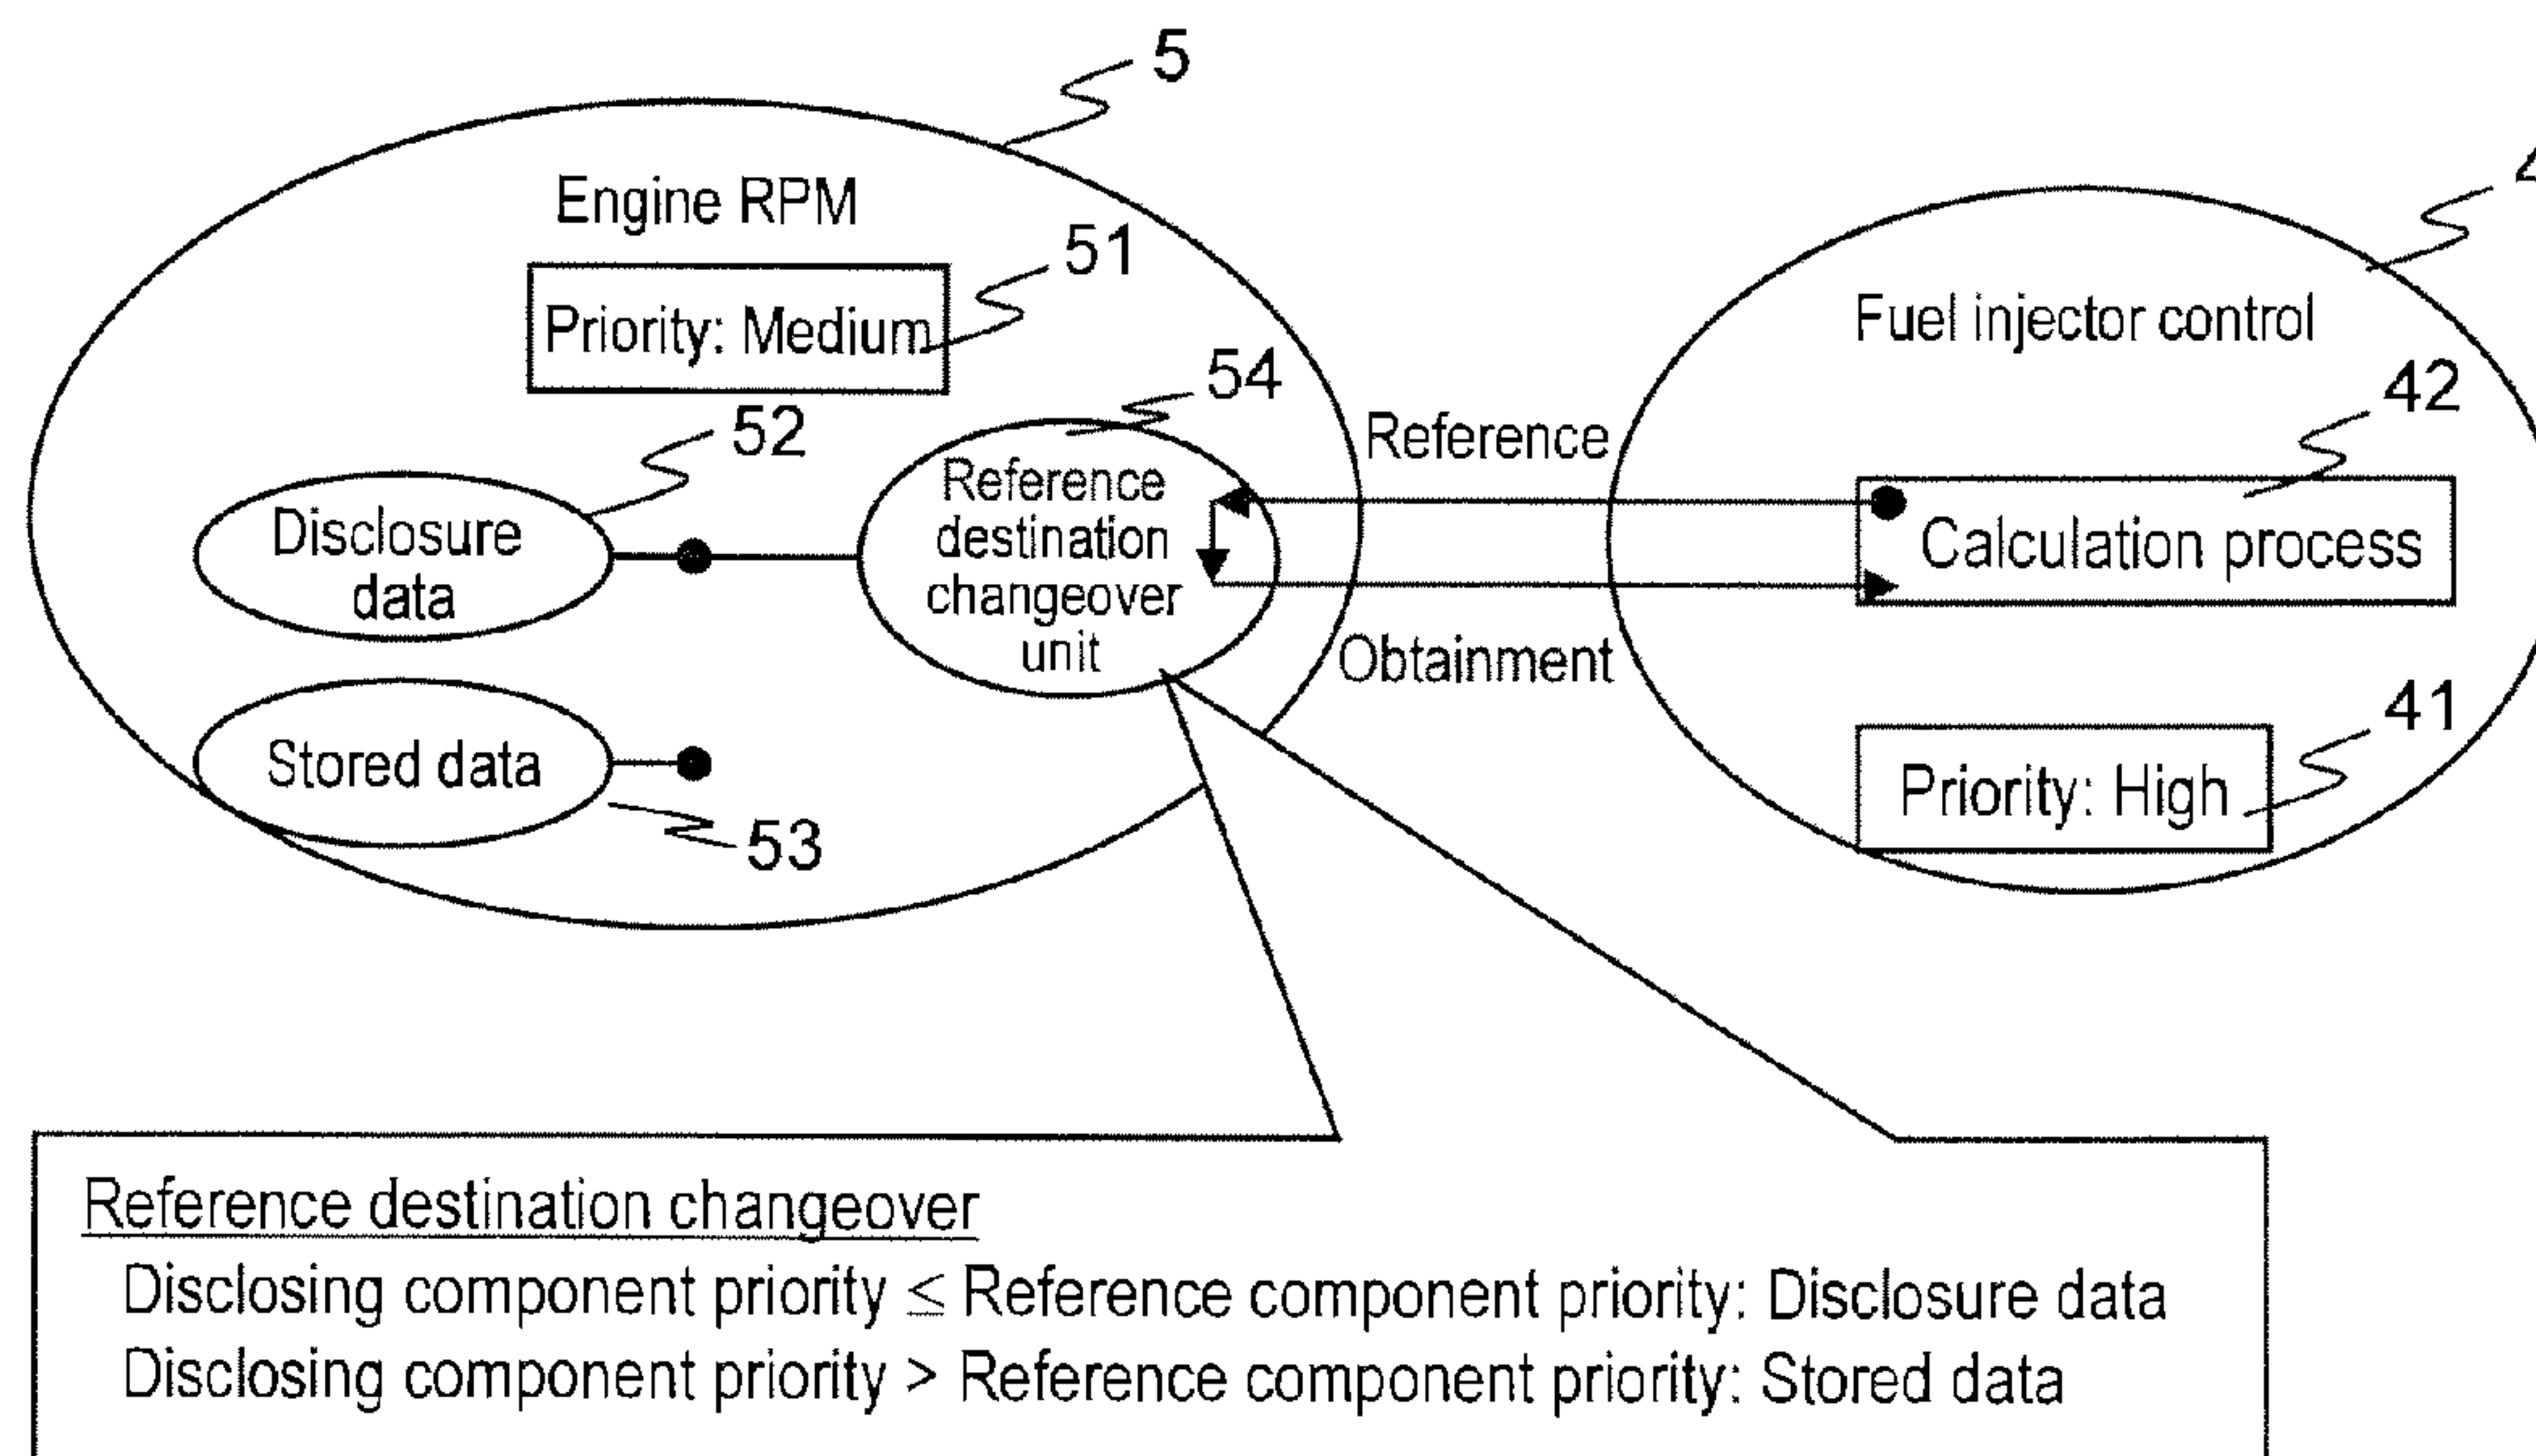 5
Engine RPM
51
Priority: Medium
54
52
Reference
destination
changeover
unit
Disclosure
data
Stored data
53
Reference
Obtainment
4
Fuel injector control
42
Calculation process
41
Priority: High
Reference destination changeover
Disclosing component priority ≤ Reference component priority: Disclosure data
Disclosing component priority > Reference component priority: Stored data